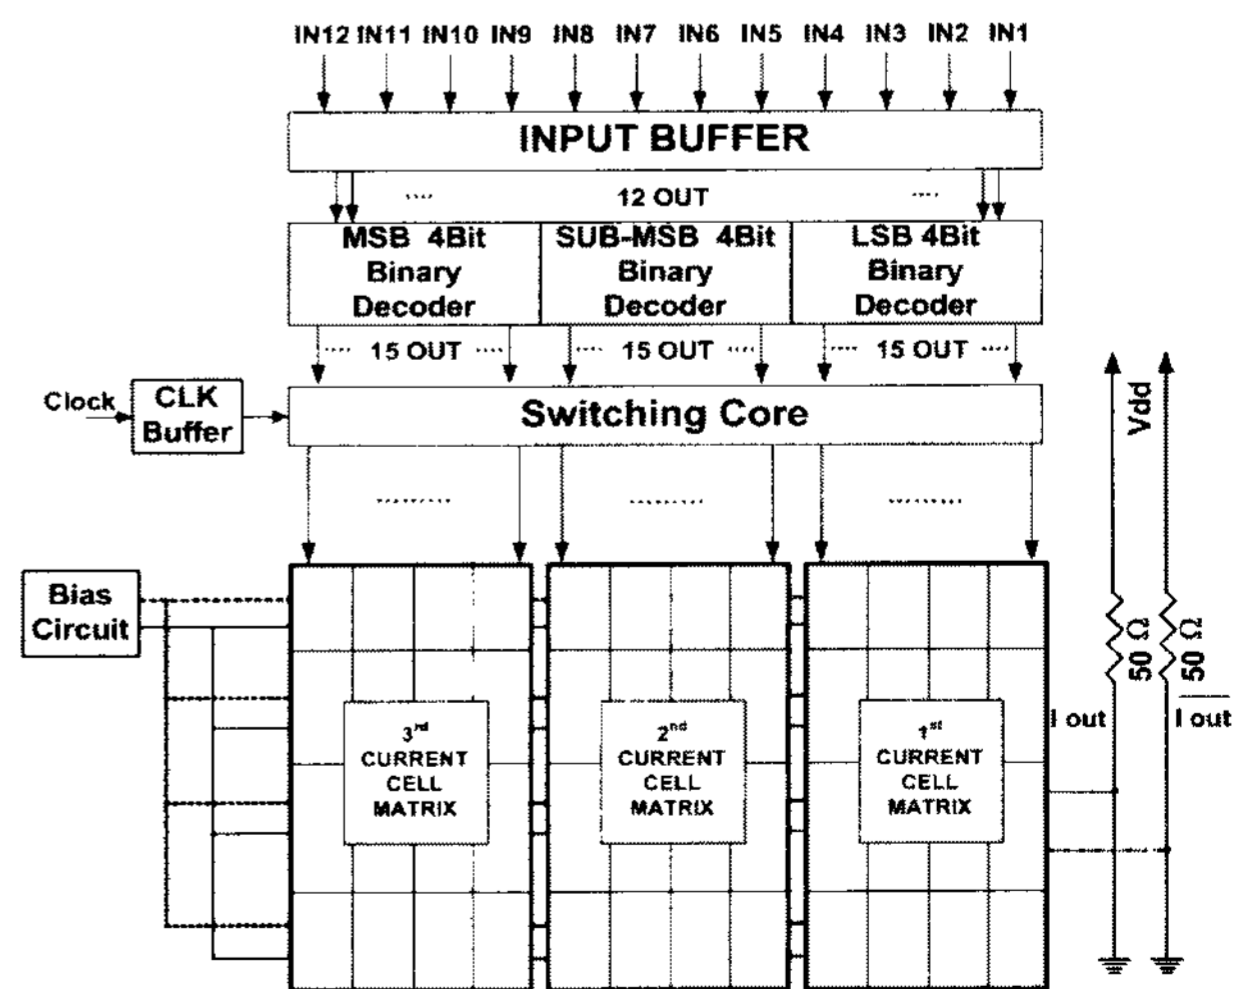 IN12 IN11 IN10 IN9 IN8 IN7 IN6 IN5 IN4 IN3 IN2 IN1
INPUT BUFFER
12 OUT
MSB 4Bit
Binary
Decoder
SUB-MSB 4Bit
Binary
Decoder
LSB 4Bit
Binary
Decoder
15 OUT
15 OUT
15 OUT
Clock
CLK
Buffer
Switching Core
Vdd
Bias
Circuit
50 Ω
50 Ω
I out
I out
3rd
CURRENT
CELL
MATRIX
2nd
CURRENT
CELL
MATRIX
1st
CURRENT
CELL
MATRIX